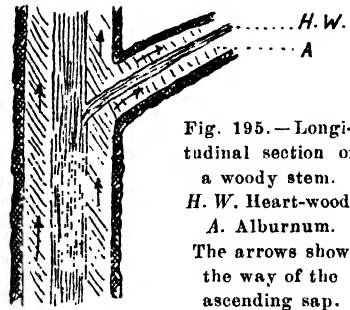 H. W.
A
Fig. 195.—Longi-
tudinal section of
a woody stem.
H. W. Heart-wood
A. Alburnum.
The arrows show
the way of the
ascending sap.